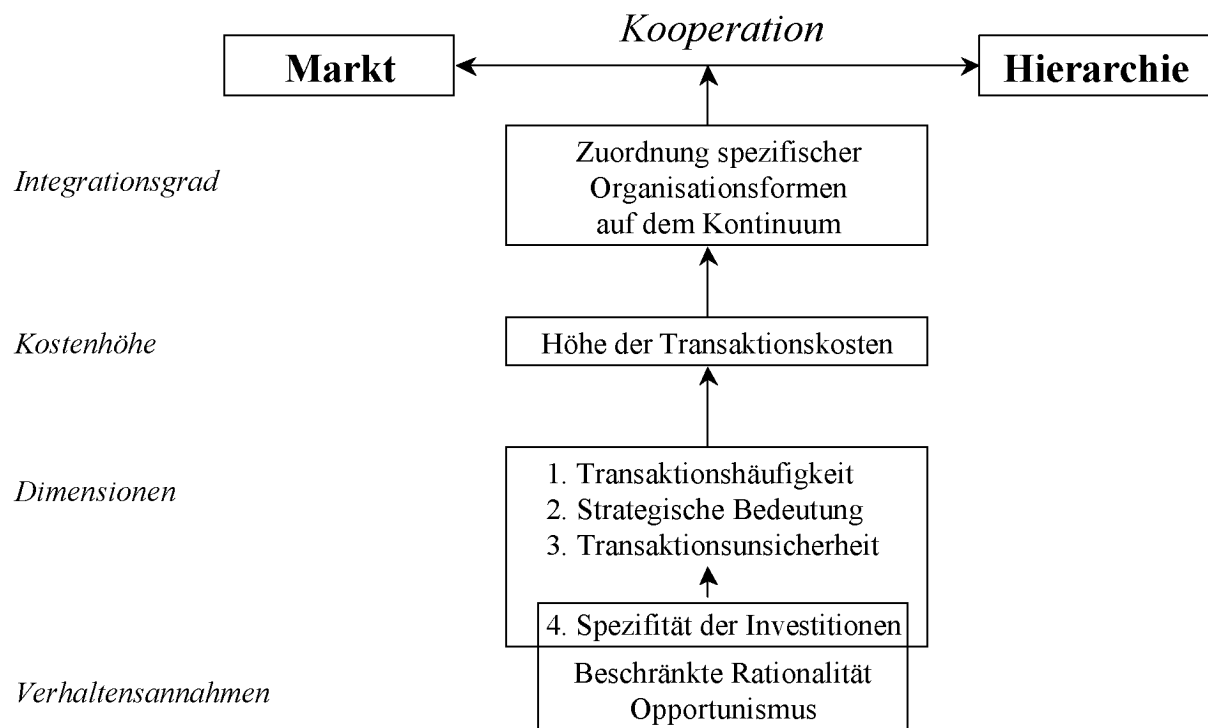 Kooperation
Markt
Hierarchie
Integrationsgrad
Zuordnung spezifischer
Organisationsformen
auf dem Kontinuum
Kostenhöhe
Höhe der Transaktionskosten
Dimensionen
1. Transaktionshäufigkeit
2. Strategische Bedeutung
3. Transaktionsunsicherheit
4. Spezifität der Investitionen
Verhaltensannahmen
Beschränkte Rationalität
Opportunismus